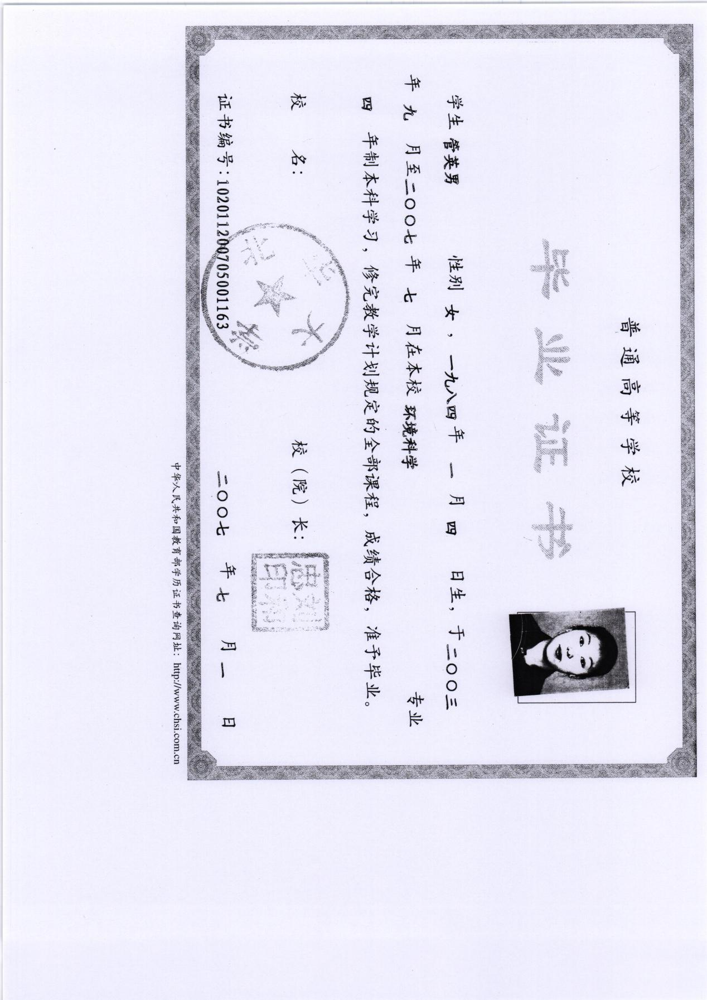 普通高等学校
毕业证书
学生 管英男 性别 女，一九八四年 一 月 四 日生，于二〇〇三
年 九 月至二〇〇七年 七 月在本校 环境科学 专业
四 年制本科学习，修完教学计划规定的全部课程，成绩合格，准予毕业。
校 名：
校（院）长：
证书编号：102011200705001163
二〇〇七 年 七 月 一 日
中华人民共和国教育部学历证书查询网址：http://www.chsi.com.cn